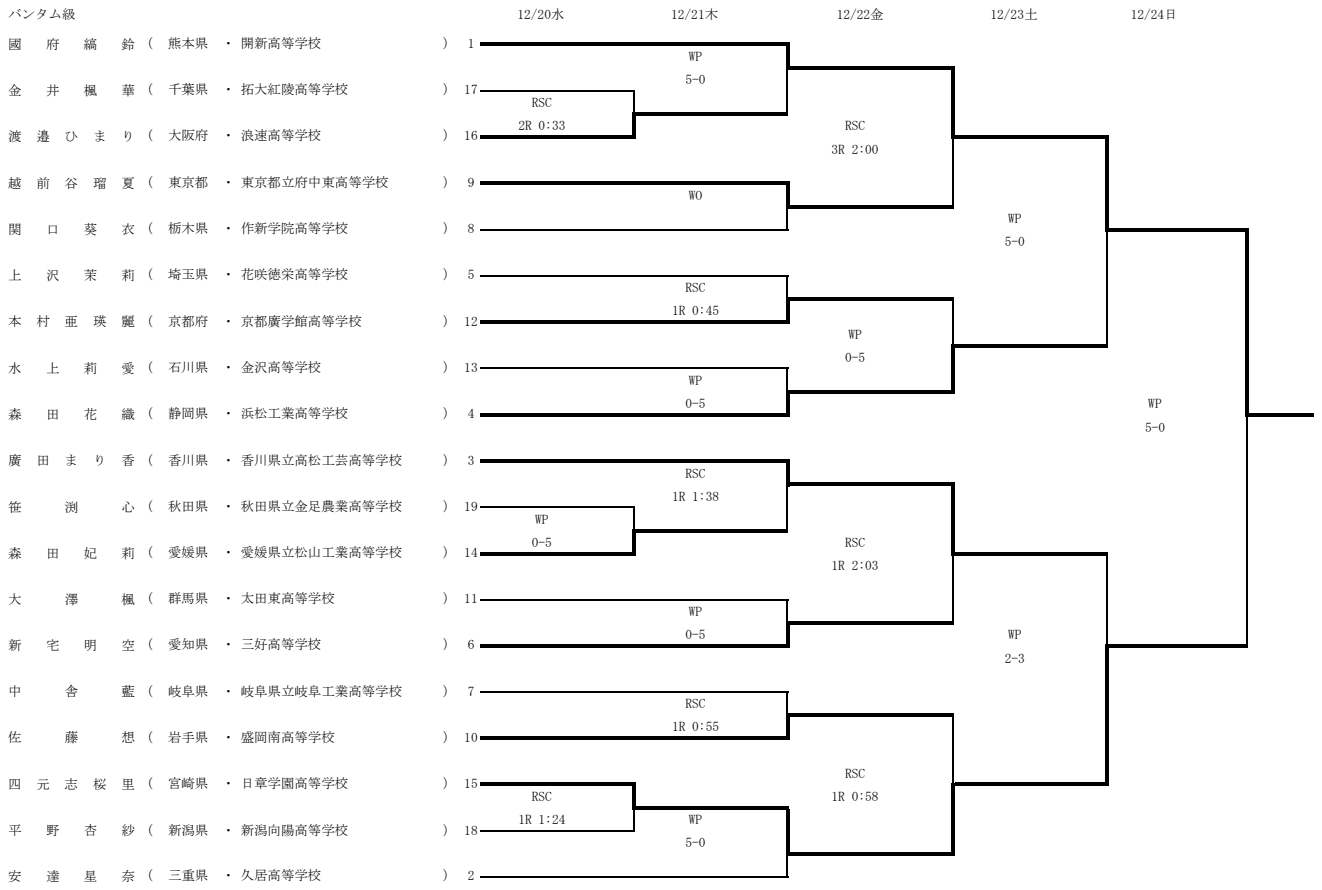 バンタム級 12/20水 12/21木 12/22金 12/23土 12/24日
國府縞鈴 ( 熊本県 ・ 開新高等学校 ) 1
WP
5-0
金井楓華 ( 千葉県 ・ 拓大紅陵高等学校 ) 17
RSC
2R 0:33
渡邉ひまり ( 大阪府 ・ 浪速高等学校 ) 16
RSC
3R 2:00
越前谷瑠夏 ( 東京都 ・ 東京都立府中東高等学校 ) 9
WO
関口葵衣 ( 栃木県 ・ 作新学院高等学校 ) 8
WP
5-0
上沢茉莉 ( 埼玉県 ・ 花咲徳栄高等学校 ) 5
RSC
1R 0:45
本村亜瑛麗 ( 京都府 ・ 京都廣学館高等学校 ) 12
WP
0-5
水上莉愛 ( 石川県 ・ 金沢高等学校 ) 13
WP
0-5
森田花織 ( 静岡県 ・ 浜松工業高等学校 ) 4
WP
5-0
廣田まり香 ( 香川県 ・ 香川県立高松工芸高等学校 ) 3
RSC
1R 1:38
笹渕心 ( 秋田県 ・ 秋田県立金足農業高等学校 ) 19
WP
0-5
森田妃莉 ( 愛媛県 ・ 愛媛県立松山工業高等学校 ) 14
RSC
1R 2:03
大澤楓 ( 群馬県 ・ 太田東高等学校 ) 11
WP
0-5
新宅明空 ( 愛知県 ・ 三好高等学校 ) 6
WP
2-3
中舎藍 ( 岐阜県 ・ 岐阜県立岐阜工業高等学校 ) 7
RSC
1R 0:55
佐藤想 ( 岩手県 ・ 盛岡南高等学校 ) 10
RSC
1R 0:58
四元志桜里 ( 宮崎県 ・ 日章学園高等学校 ) 15
RSC
1R 1:24
平野杏紗 ( 新潟県 ・ 新潟向陽高等学校 ) 18
WP
5-0
安達星奈 ( 三重県 ・ 久居高等学校 ) 2